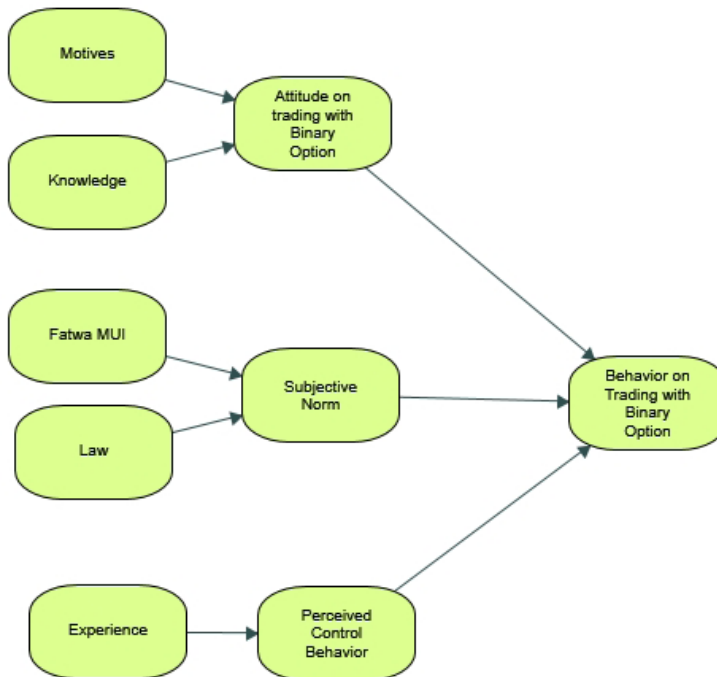 Motives
Attitude on
trading with
Binary
Option
Knowledge
Fatwa MUI
Subjective
Norm
Law
Behavior on
Trading with
Binary
Option
Experience
Perceived
Control
Behavior